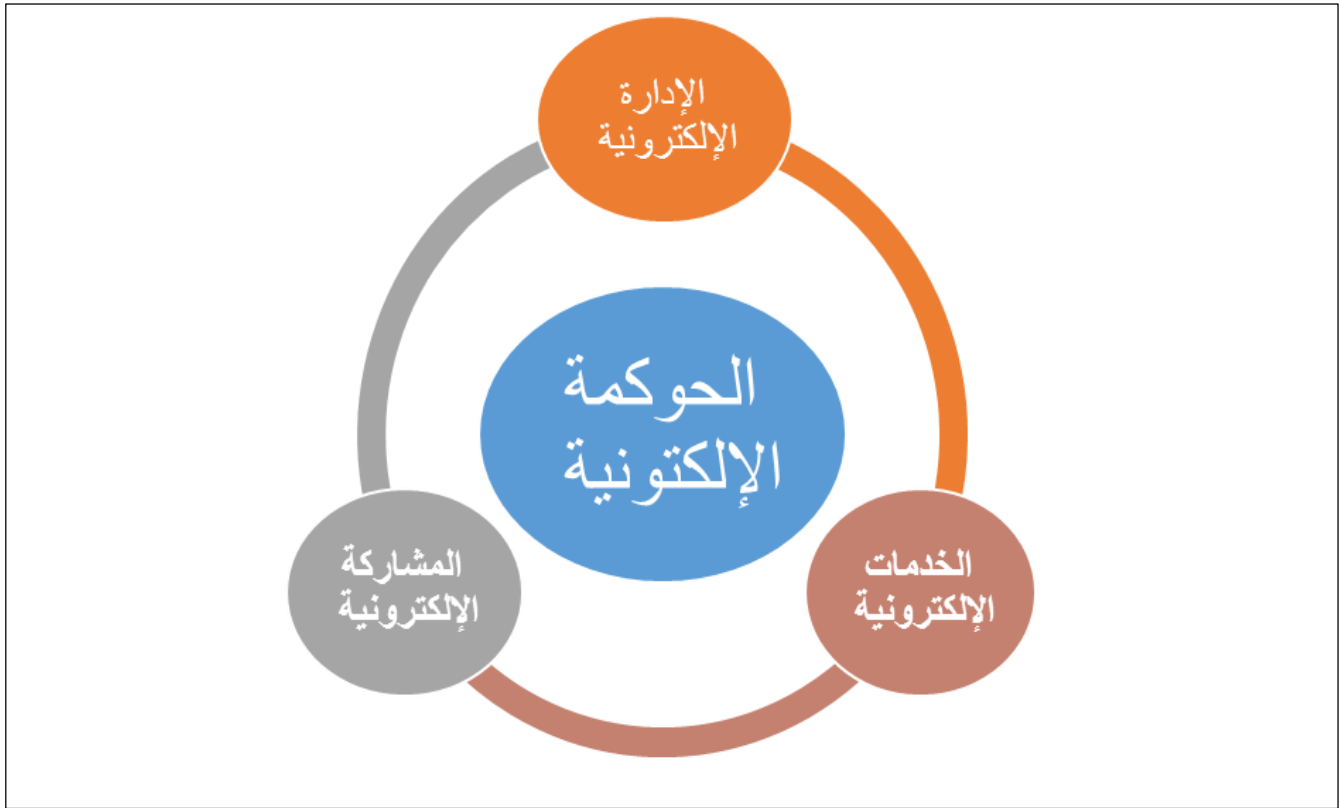 الإدارة
الإلكترونية
الحوكمة
الإلكتونية
الخدمات
الإلكترونية
المشاركة
الإلكترونية